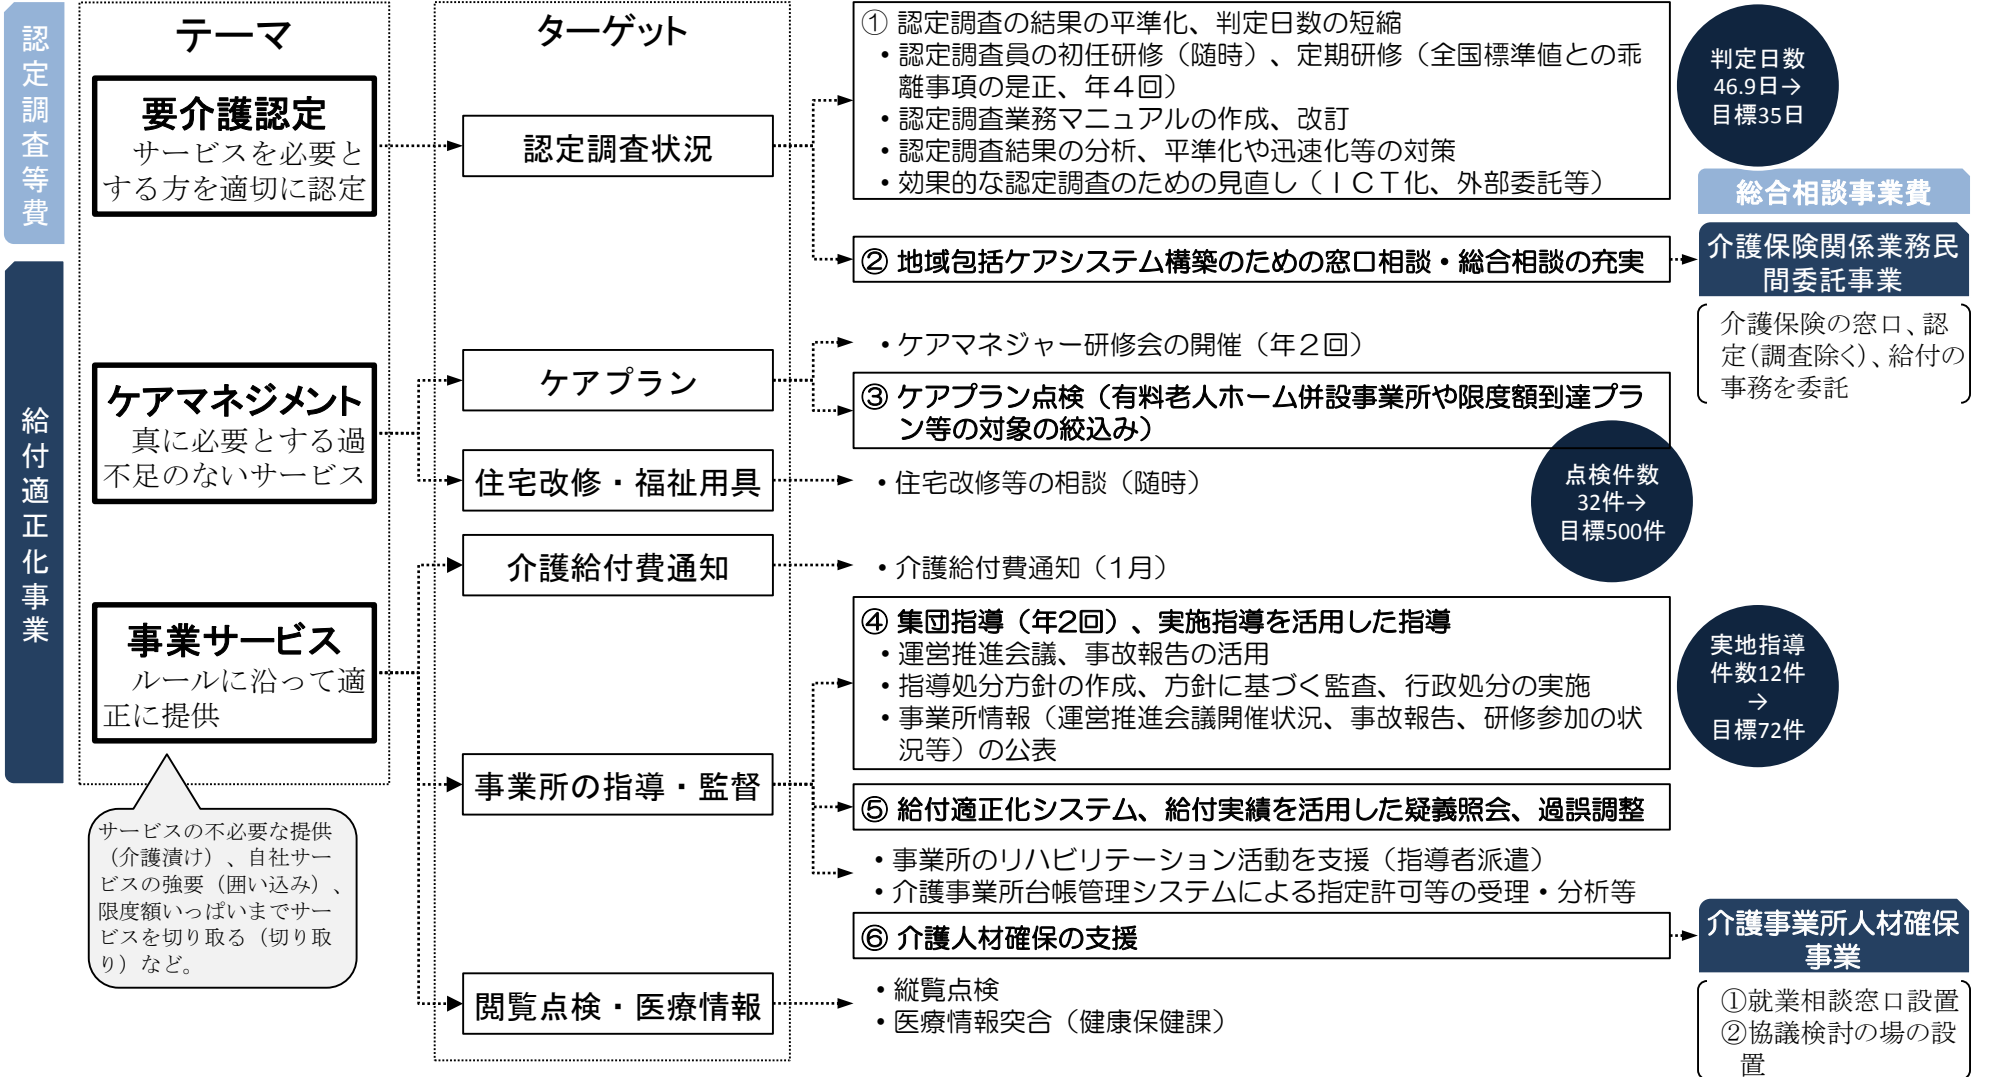 認定調査等費
給付適正化事業
テーマ
要介護認定
サービスを必要と
する方を適切に認定
ケアマネジメント
真に必要とする過
不足のないサービス
事業サービス
ルールに沿って適
正に提供
サービスの不必要な提供
（介護漬け）、自社サー
ビスの強要（囲い込み）、
限度額いっぱいまでサー
ビスを切り取る（切り取
り）など。
ターゲット
認定調査状況
ケアプラン
住宅改修・福祉用具
介護給付費通知
事業所の指導・監督
閲覧点検・医療情報
① 認定調査の結果の平準化、判定日数の短縮
・認定調査員の初任研修（随時）、定期研修（全国標準値との乖
離事項の是正、年４回）
・認定調査業務マニュアルの作成、改訂
・認定調査結果の分析、平準化や迅速化等の対策
・効果的な認定調査のための見直し（ＩＣＴ化、外部委託等）
② 地域包括ケアシステム構築のための窓口相談・総合相談の充実
・ケアマネジャー研修会の開催（年２回）
③ ケアプラン点検（有料老人ホーム併設事業所や限度額到達プラ
ン等の対象の絞込み）
・住宅改修等の相談（随時）
・介護給付費通知（1月）
④ 集団指導（年2回）、実施指導を活用した指導
・運営推進会議、事故報告の活用
・指導処分方針の作成、方針に基づく監査、行政処分の実施
・事業所情報（運営推進会議開催状況、事故報告、研修参加の状
況等）の公表
⑤ 給付適正化システム、給付実績を活用した疑義照会、過誤調整
・事業所のリハビリテーション活動を支援（指導者派遣）
・介護事業所台帳管理システムによる指定許可等の受理・分析等
⑥ 介護人材確保の支援
・縦覧点検
・医療情報突合（健康保健課）
判定日数
46.9日→
目標35日
総合相談事業費
介護保険関係業務民
間委託事業
介護保険の窓口、認
定（調査除く）、給付の
事務を委託
点検件数
32件→
目標500件
実地指導
件数12件
→
目標72件
介護事業所人材確保
事業
①就業相談窓口設置
②協議検討の場の設
置